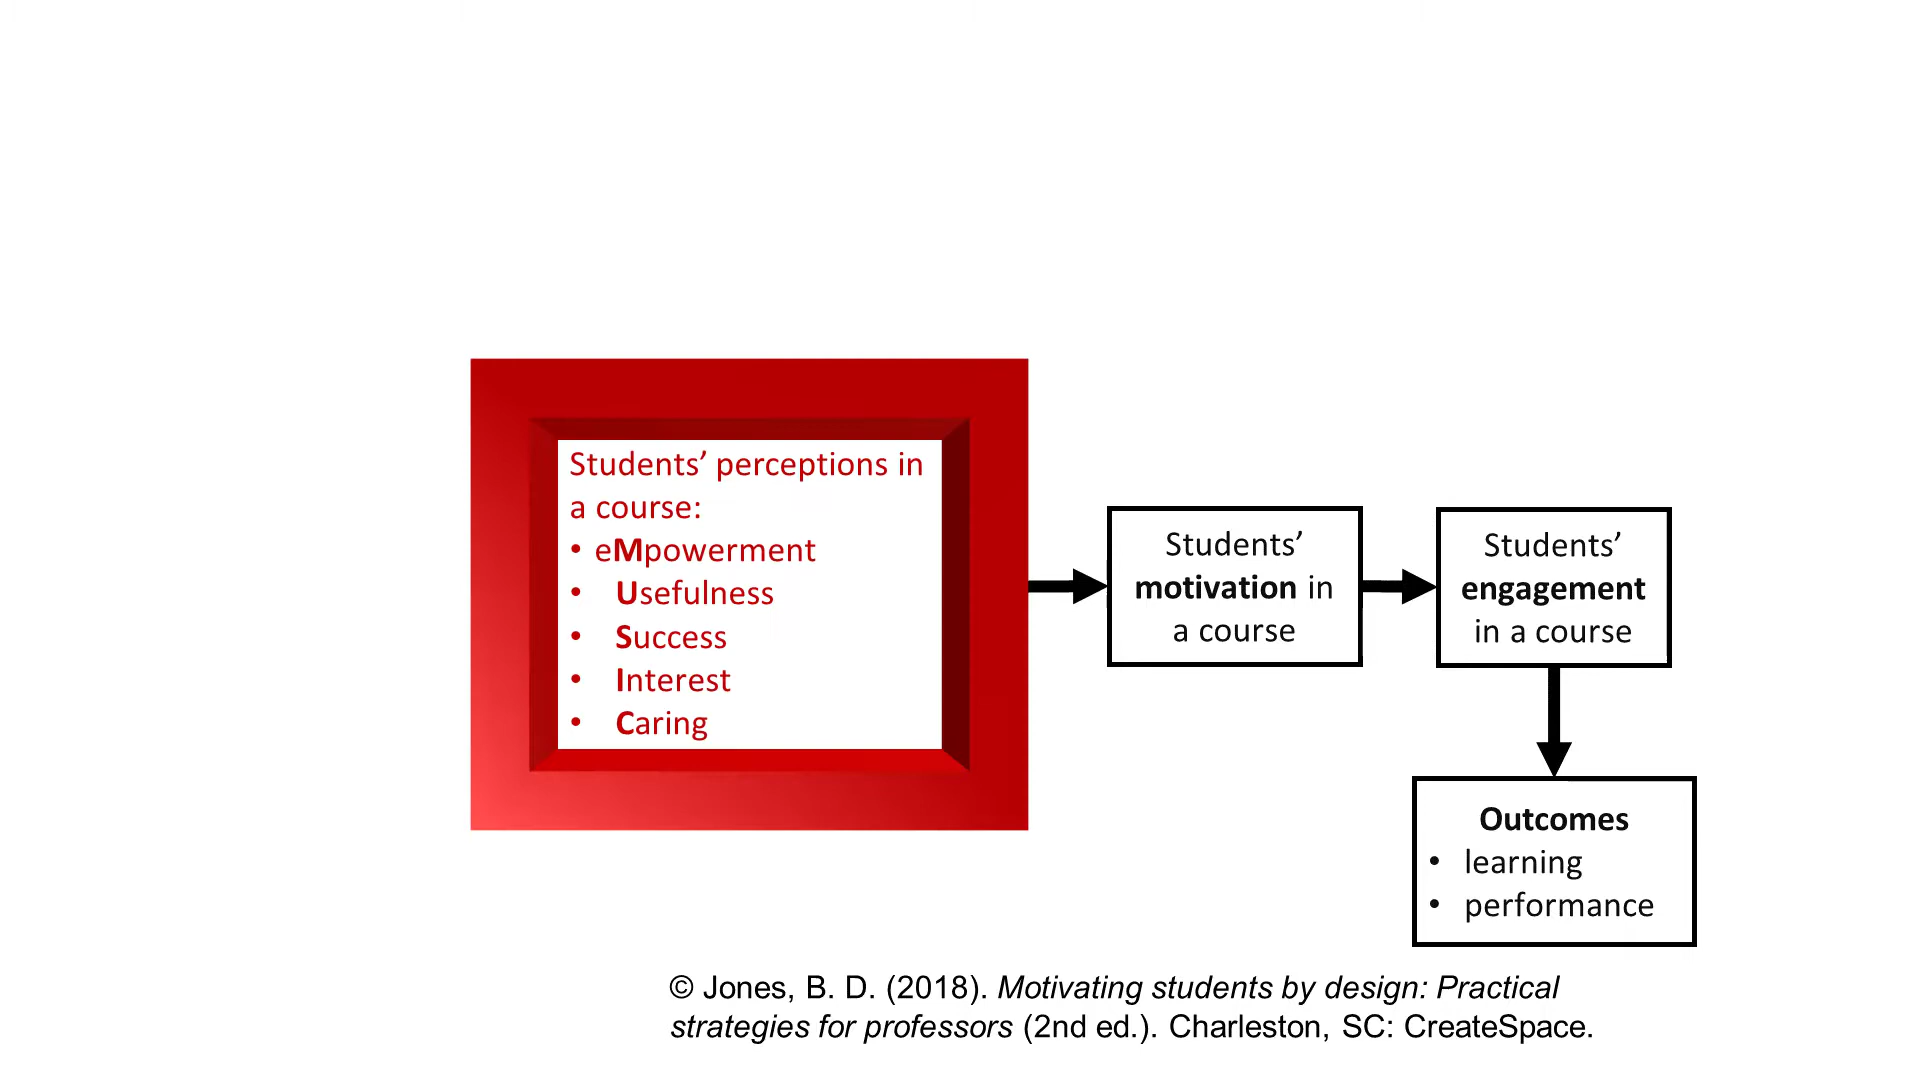 Students’ perceptions in
a course:
• eMpowerment
• Usefulness
• Success
• Interest
• Caring
Students’
motivation in
a course
Students’
engagement
in a course
Outcomes
• learning
• performance
© Jones, B. D. (2018). Motivating students by design: Practical
strategies for professors (2nd ed.). Charleston, SC: CreateSpace.